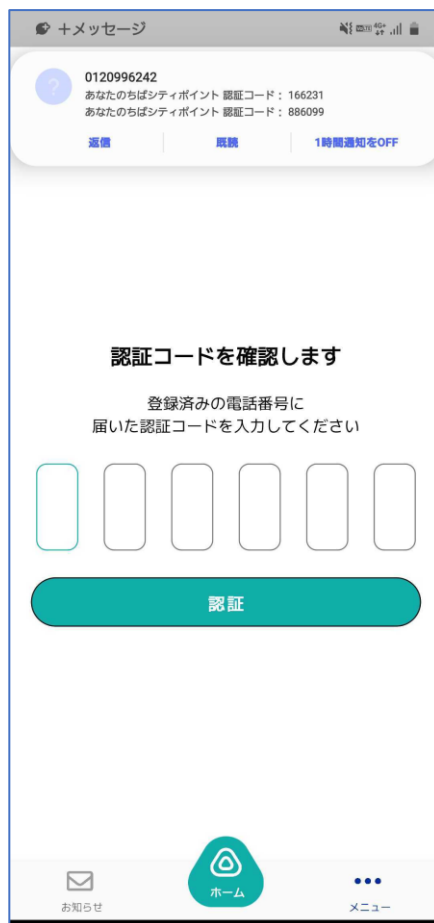 +メッセージ
0120996242
あなたのちばシティポイント 認証コード： 166231
あなたのちばシティポイント 認証コード： 886099
返信
既読
1時間通知をOFF
認証コードを確認します
登録済みの電話番号に
届いた認証コードを入力してください
認証
お知らせ
ホーム
メニュー